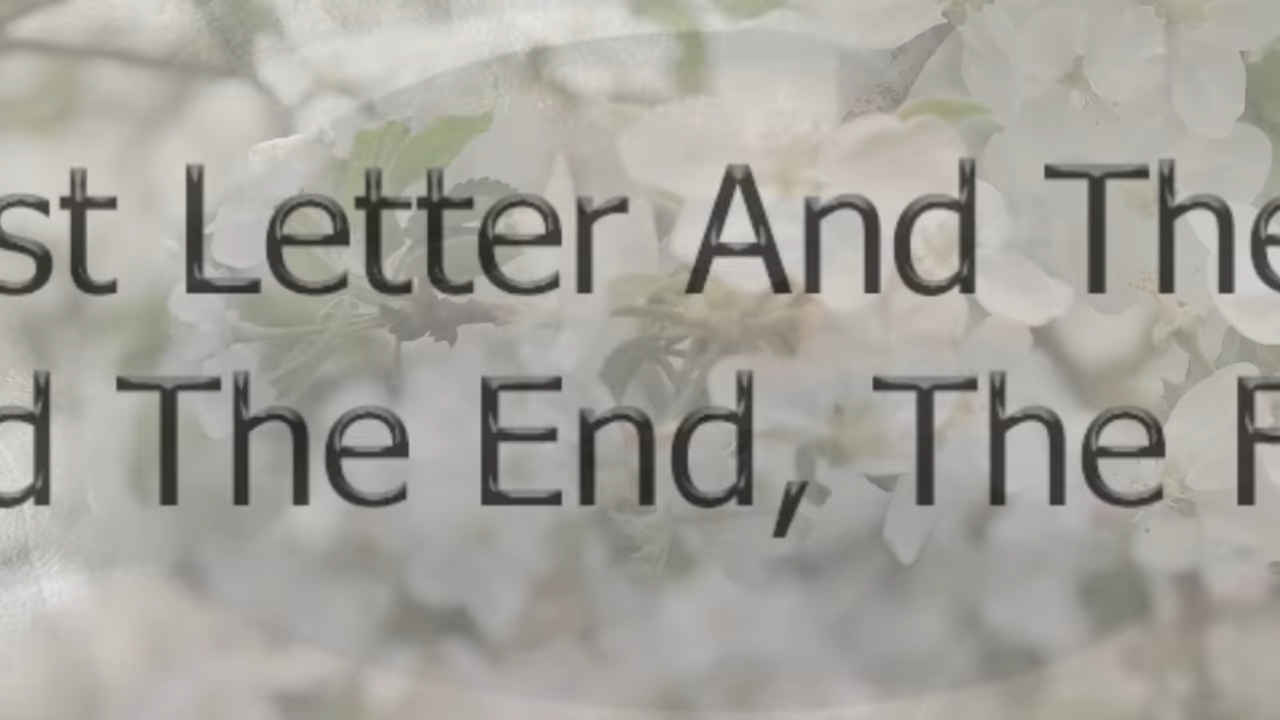 st Letter And The
d The End, The F